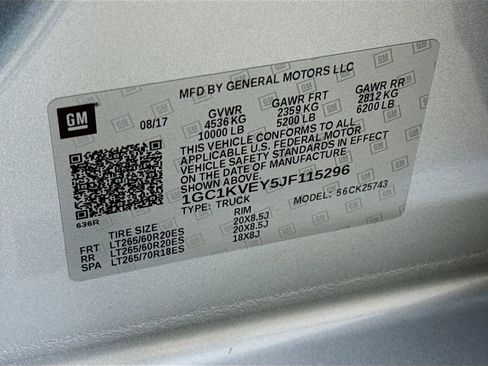 MFD BY GENERAL MOTORS LLC
GM
08/17
GVWR GAWR FRT GAWR RR
4536 KG 2359 KG 2812 KG
10000 LB 5200 LB 6200 LB
THIS VEHICLE CONFORMS TO ALL
APPLICABLE U.S. FEDERAL MOTOR
VEHICLE SAFETY STANDARDS IN EFFECT
ON THE DATE OF MANUFACTURE
SHOWN ABOVE.
1GC1KVEY5JF115296
TYPE: TRUCK MODEL: 56CK25743
636R
TIRE SIZE RIM
FRT LT265/60R20ES 20X8.5J
RR LT265/60R20ES 20X8.5J
SPA LT265/70R18ES 18X8J